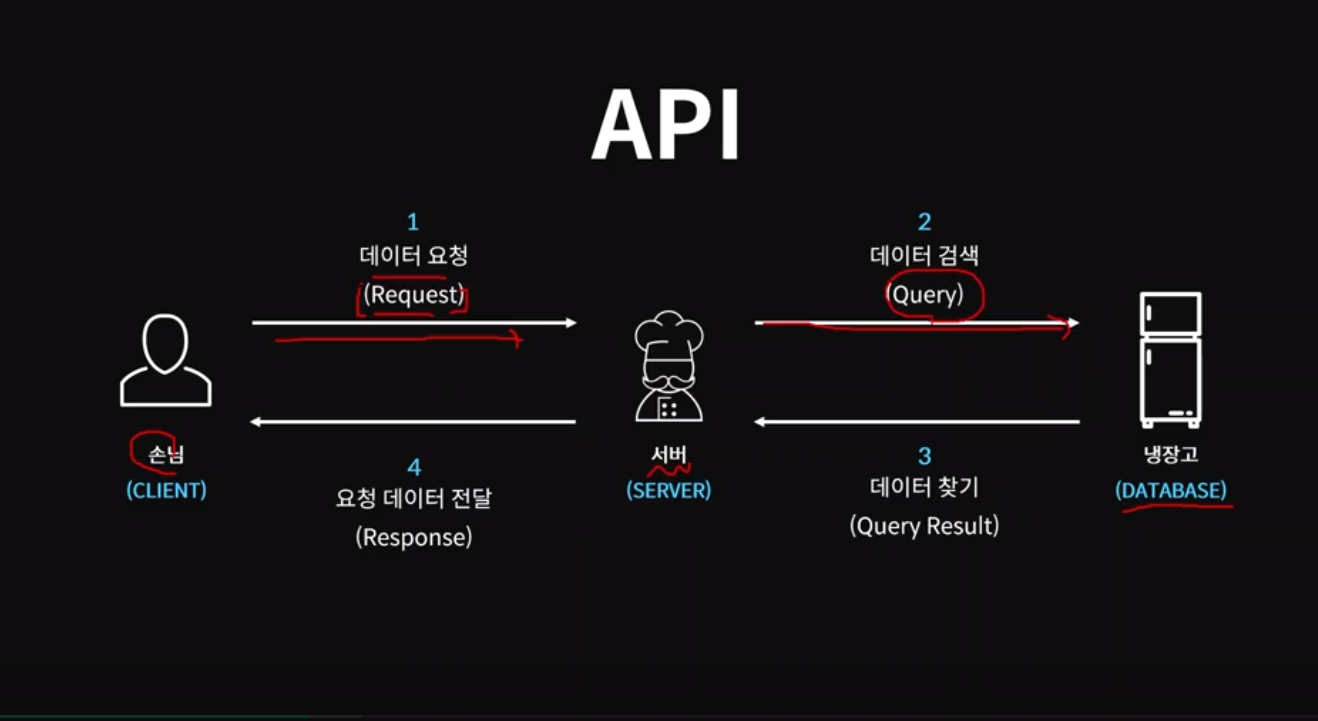 API
1
데이터 요청
(Request)
2
데이터 검색
(Query)
손님
(CLIENT)
서버
(SERVER)
냉장고
(DATABASE)
4
요청 데이터 전달
(Response)
3
데이터 찾기
(Query Result)